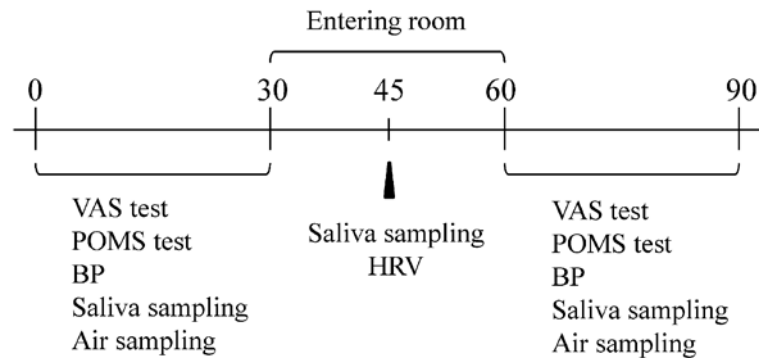 Entering room
0 30 45 60 90
VAS test
POMS test
BP
Saliva sampling
Air sampling
Saliva sampling
HRV
VAS test
POMS test
BP
Saliva sampling
Air sampling